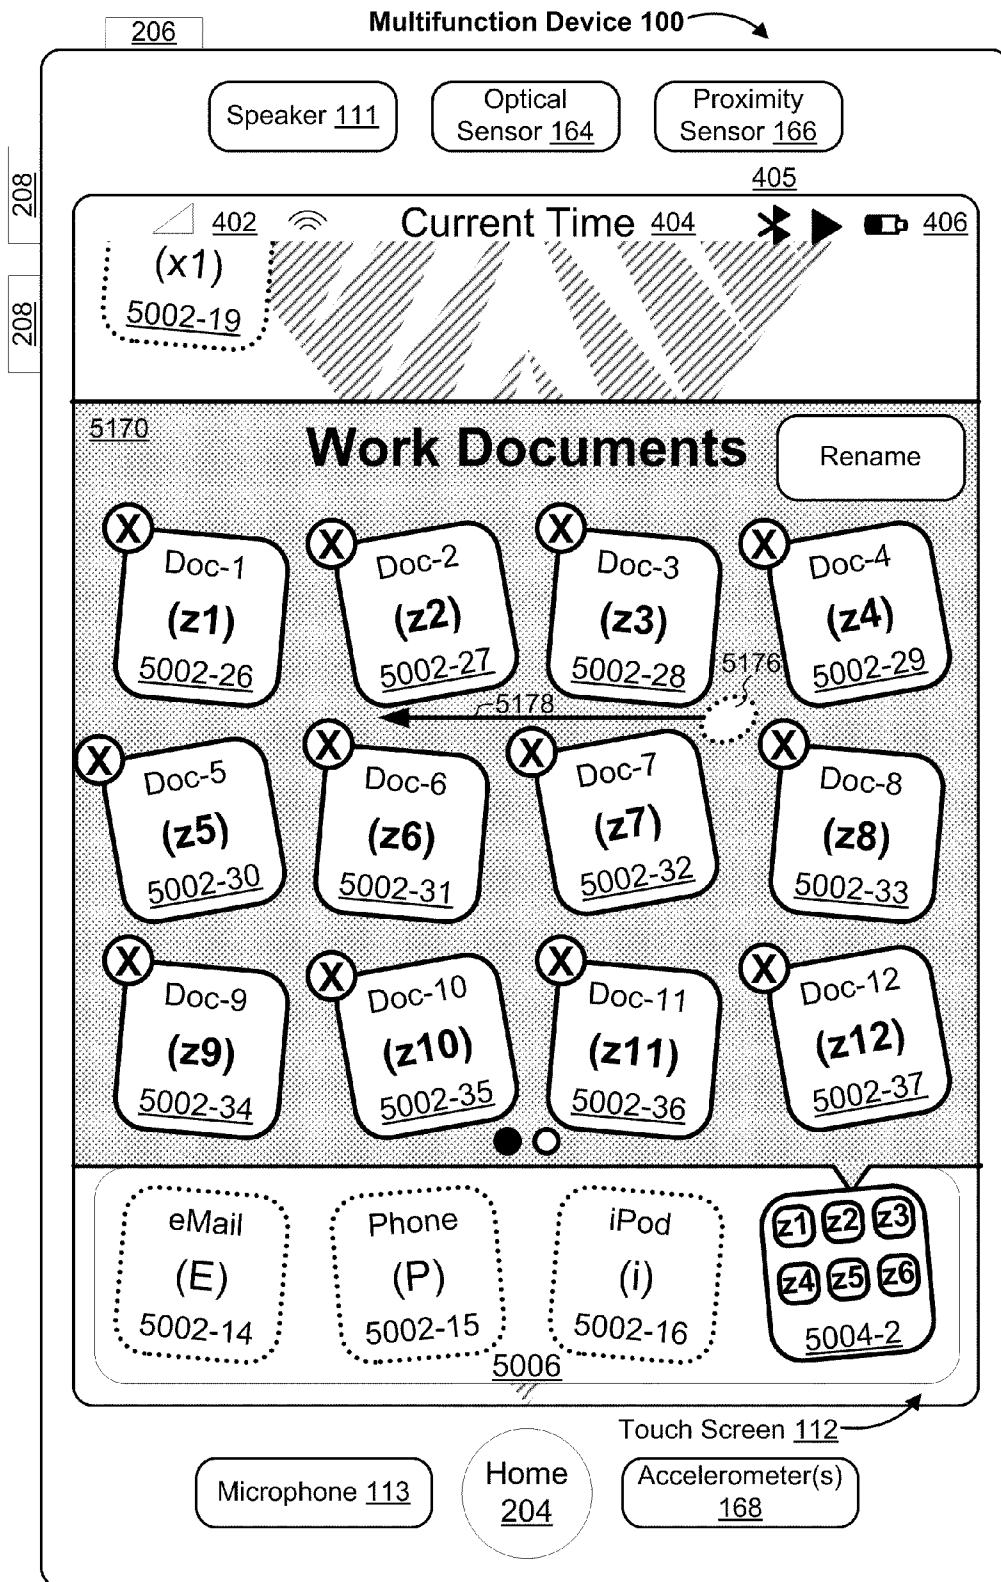 Multifunction Device 100
206
Speaker 111
Optical
Sensor 164
Proximity
Sensor 166
208
208
405
402
Current Time 404
406
(x1)
5002-19
5170
Work Documents
Rename
X
Doc-1
(z1)
5002-26
X
Doc-2
(z2)
5002-27
X
Doc-3
(z3)
5002-28
X
Doc-4
(z4)
5002-29
5176
5178
X
Doc-5
(z5)
5002-30
X
Doc-6
(z6)
5002-31
X
Doc-7
(z7)
5002-32
X
Doc-8
(z8)
5002-33
X
Doc-9
(z9)
5002-34
X
Doc-10
(z10)
5002-35
X
Doc-11
(z11)
5002-36
X
Doc-12
(z12)
5002-37
eMail
(E)
5002-14
Phone
(P)
5002-15
iPod
(i)
5002-16
z1 z2 z3
z4 z5 z6
5004-2
5006
Touch Screen 112
Microphone 113
Home
204
Accelerometer(s)
168